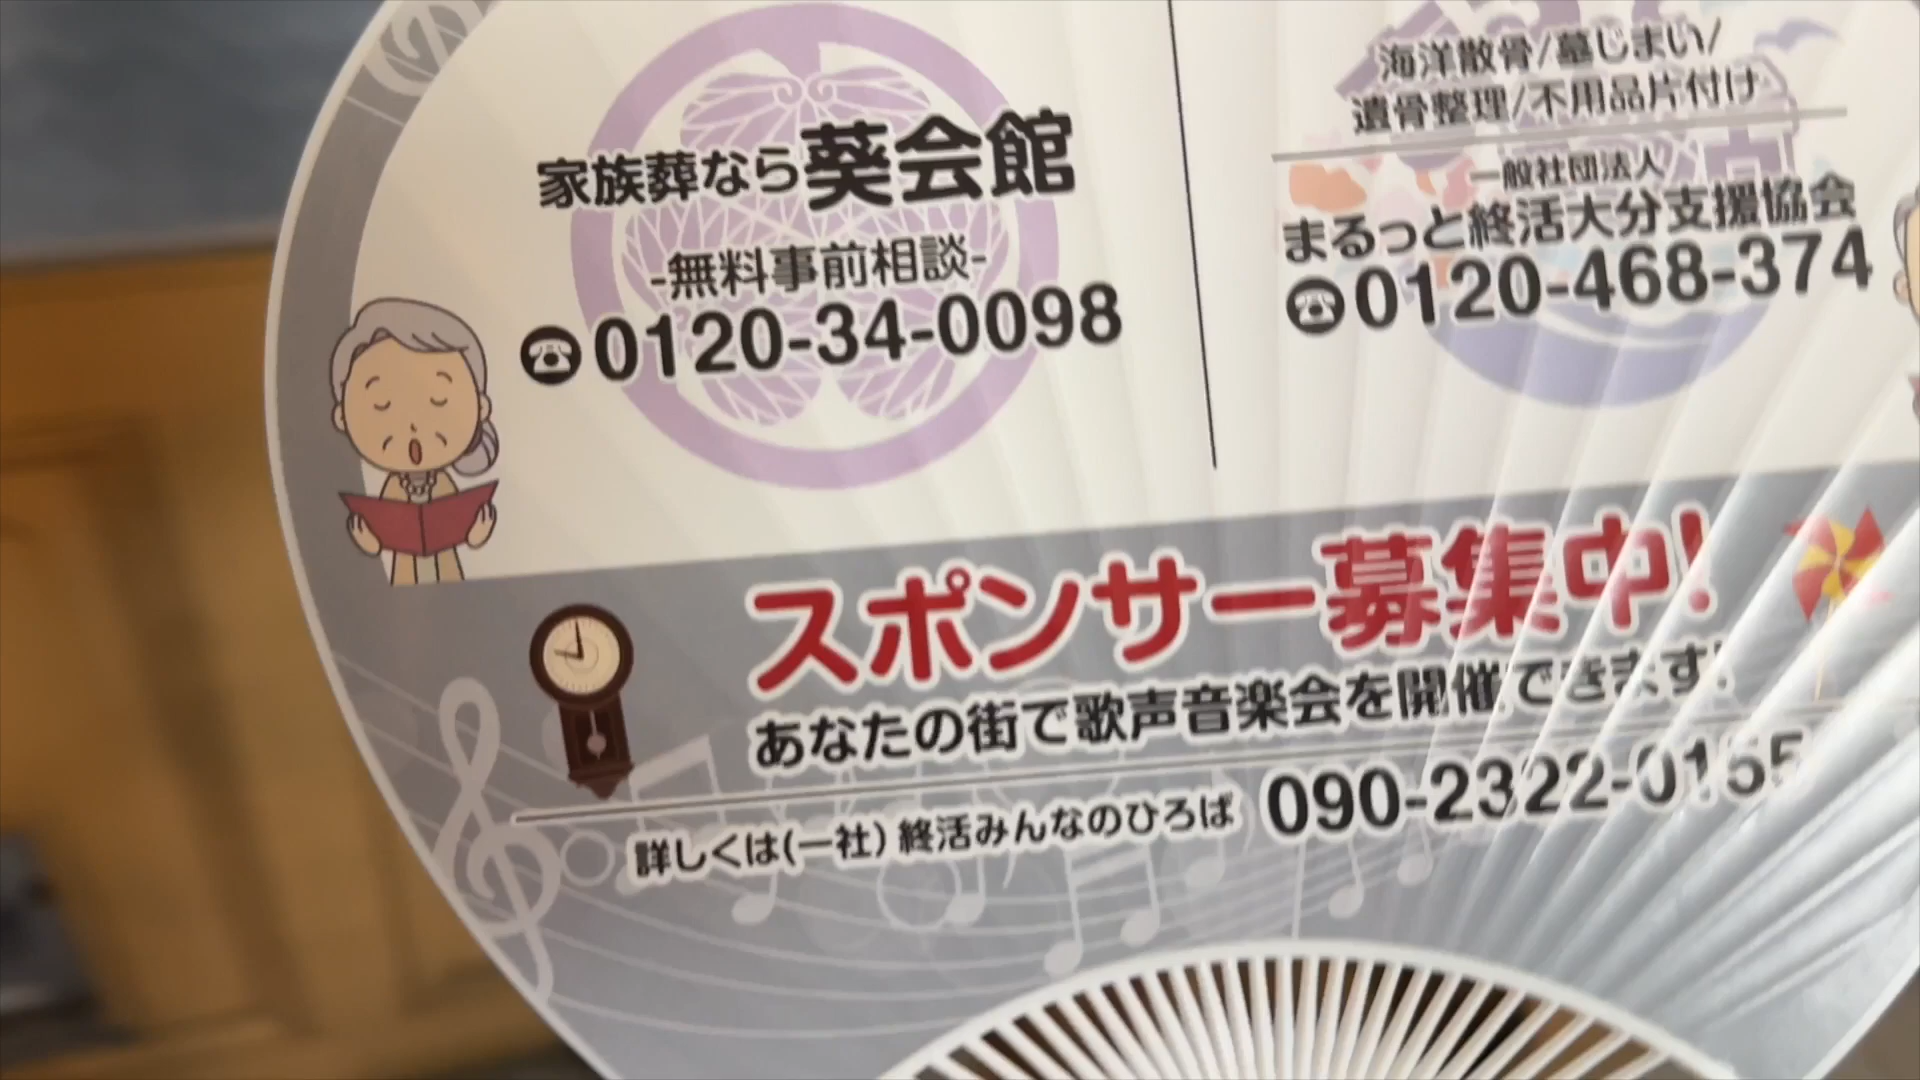 家族葬なら葵会館
-無料事前相談-
☎0120-34-0098
海洋散骨/墓じまい/
遺骨整理/不用品片付け
一般社団法人
まるっと終活大分支援協会
☎0120-468-374
スポンサー募集中!
あなたの街で歌声音楽会を開催できます!
詳しくは(一社)終活みんなのひろば 090-2322-0155